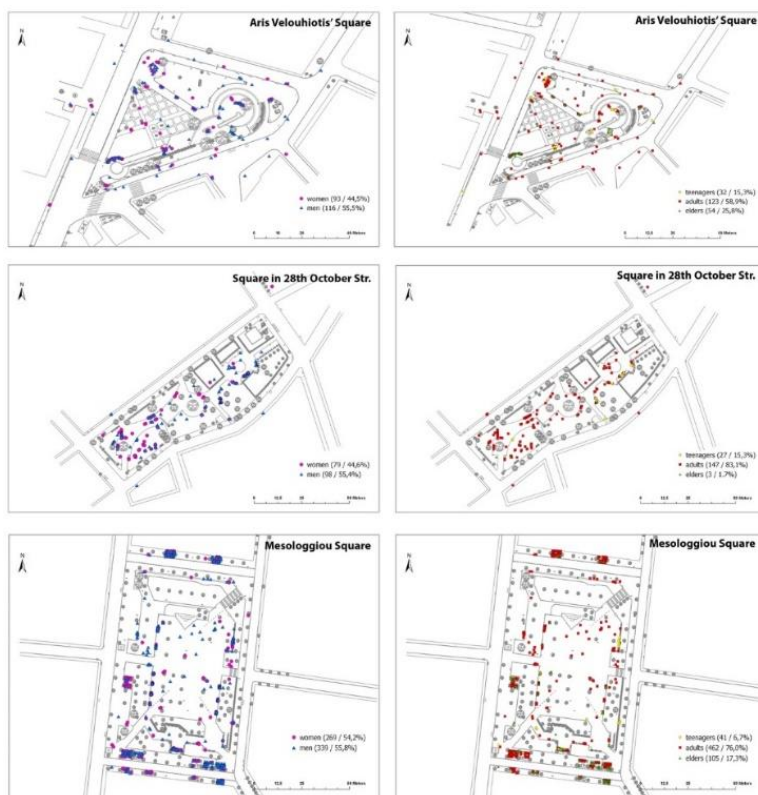 Aris Velouhiotis' Square
N
women (93 / 44,5%)
men (116 / 55,5%)
Aris Velouhiotis' Square
N
teenagers (32 / 15,3%)
adults (123 / 58,9%)
elders (54 / 25,8%)
Square in 28th October Str.
N
women (79 / 44,6%)
men (98 / 55,4%)
Square in 28th October Str.
N
teenagers (27 / 15,3%)
adults (147 / 83,1%)
elders (3 / 1,7%)
Mesologgiou Square
N
women (269 / 54,2%)
men (339 / 55,8%)
Mesologgiou Square
N
teenagers (41 / 6,7%)
adults (462 / 76,0%)
elders (105 / 17,3%)